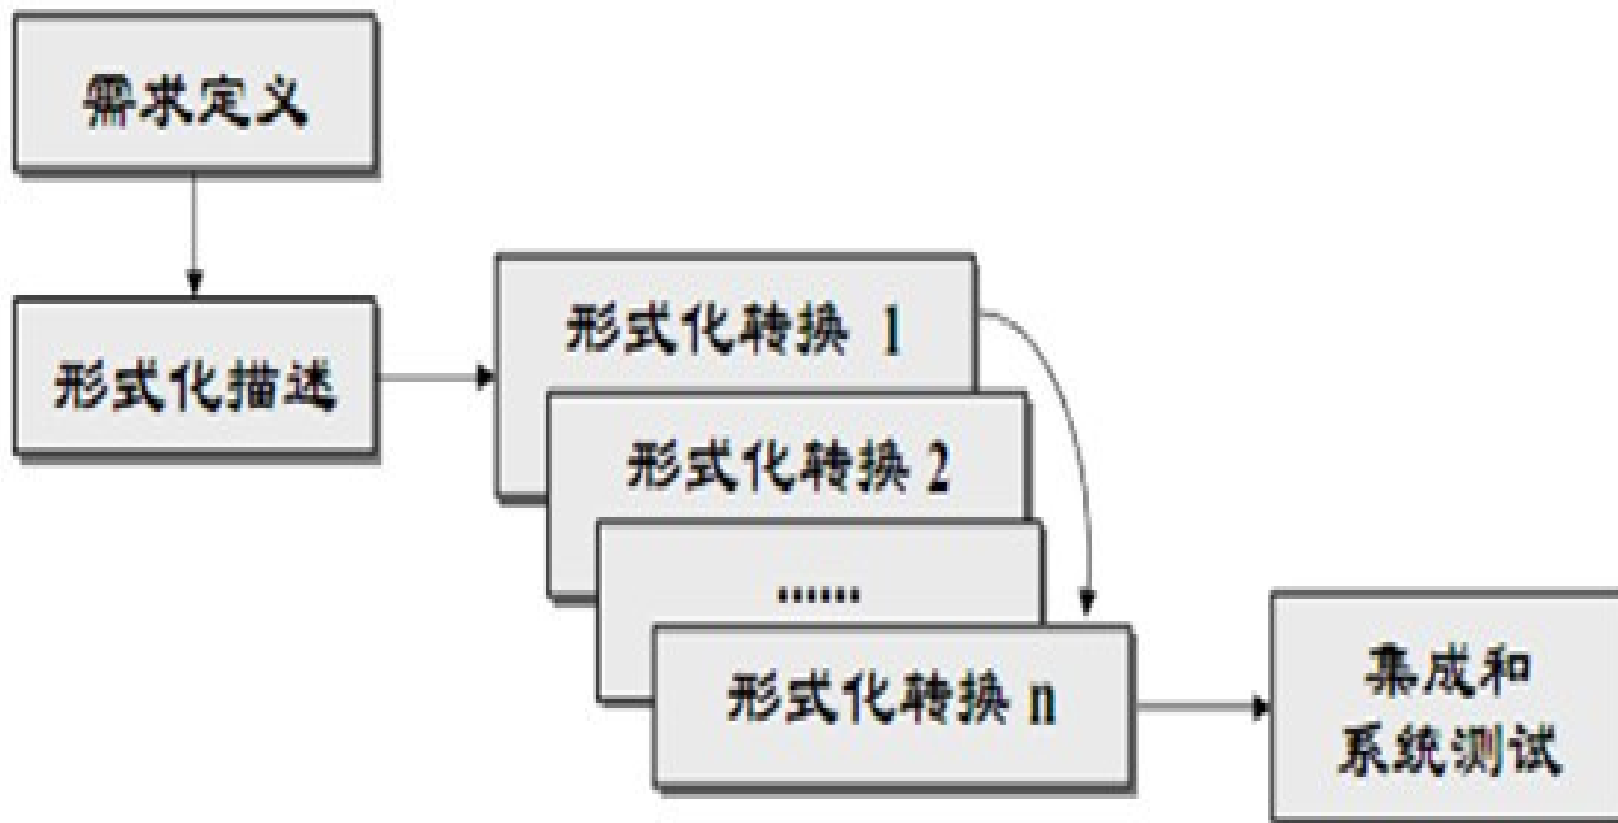 需求定义
形式化描述
形式化转换 1
形式化转换 2
······
形式化转换 n
集成和
系统测试